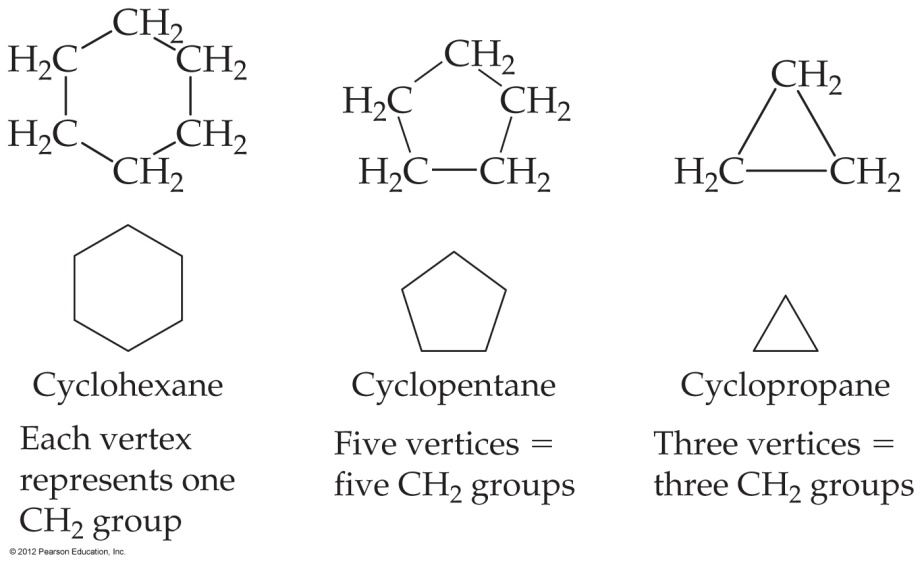 CH₂
H₂C
CH₂
H₂C
CH₂
CH₂
CH₂
H₂C
CH₂
H₂C
CH₂
CH₂
H₂C
CH₂
Cyclohexane
Each vertex
represents one
CH₂ group
Cyclopentane
Five vertices =
five CH₂ groups
Cyclopropane
Three vertices =
three CH₂ groups
© 2012 Pearson Education, Inc.